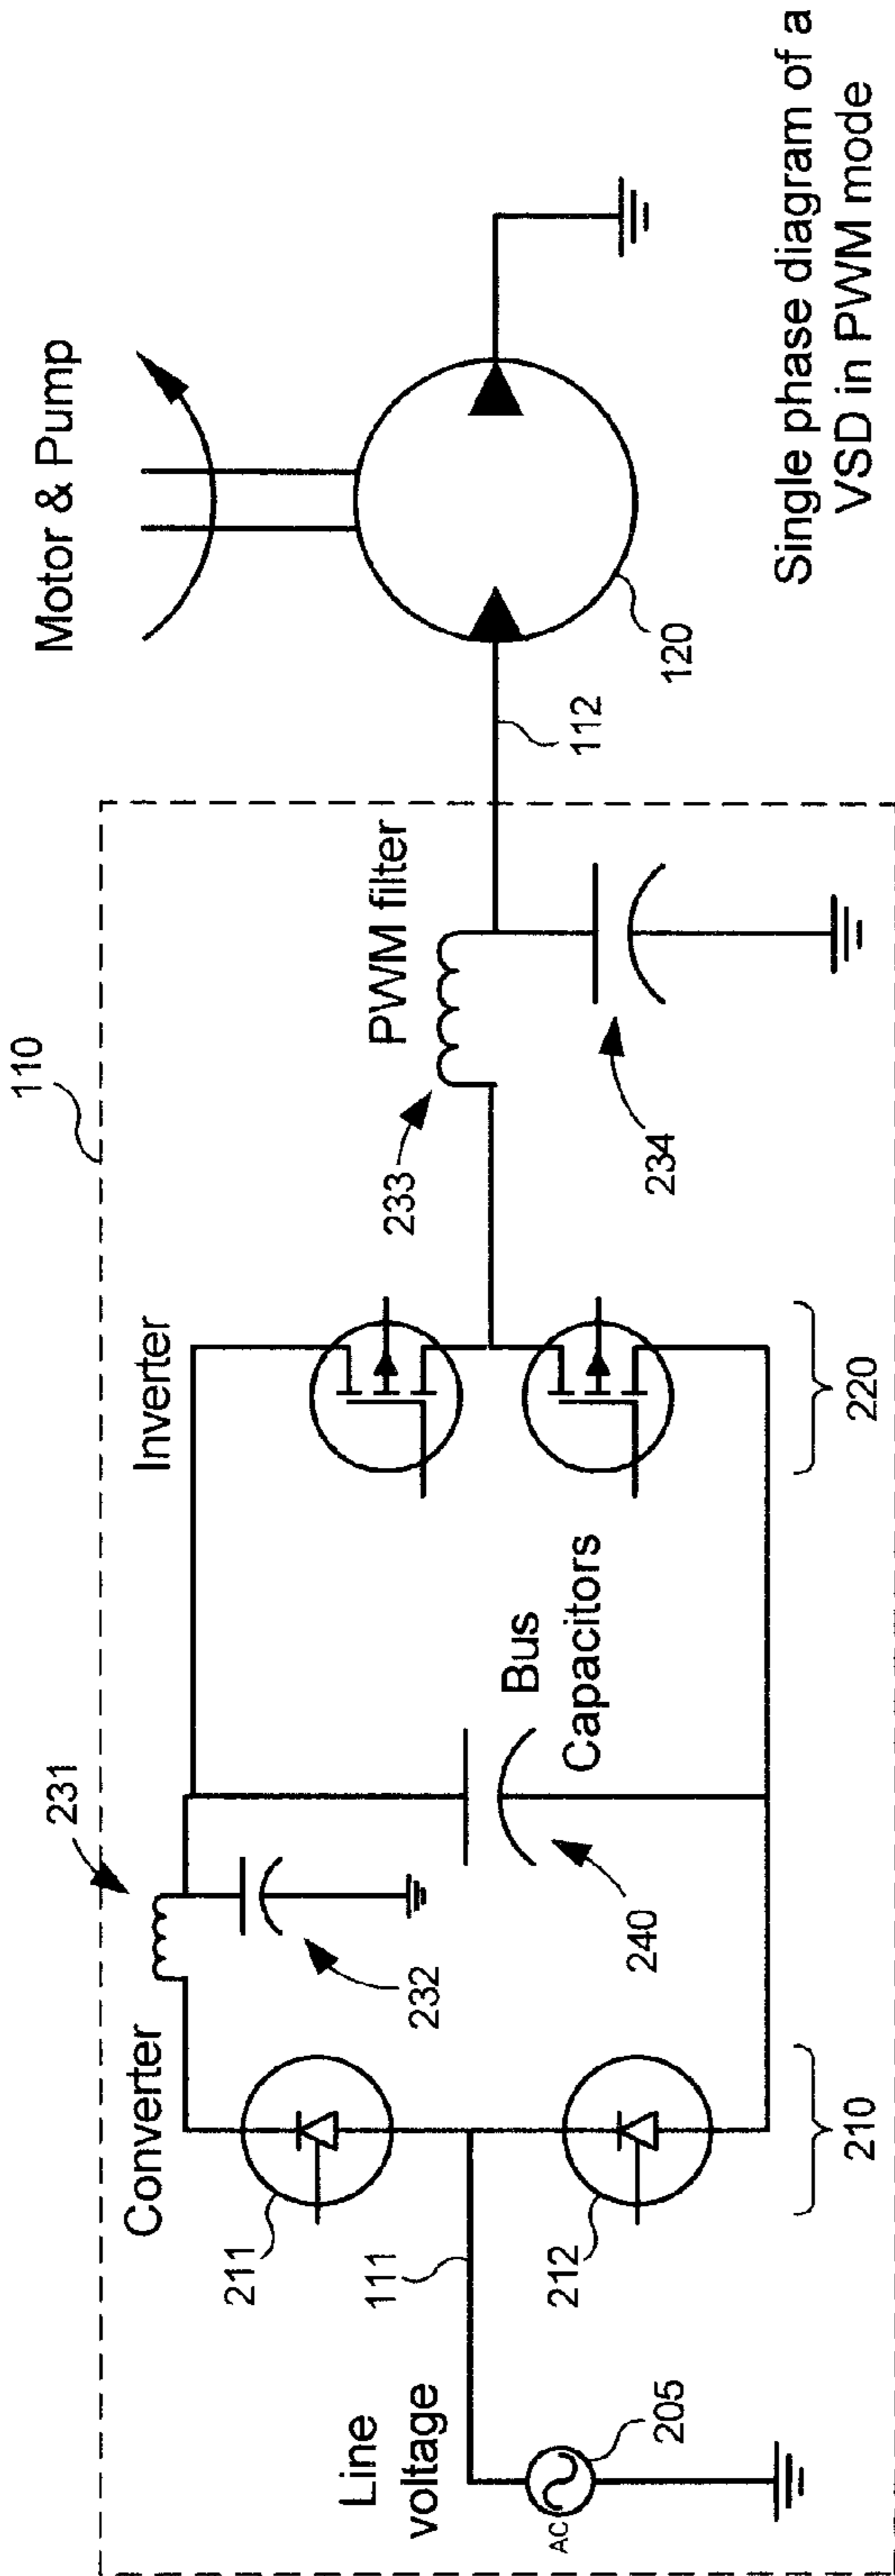 110
Line
voltage
AC
205
111
Converter
211
212
210
231
232
240
Bus
Capacitors
Inverter
220
PWM filter
233
234
112
Motor & Pump
120
Single phase diagram of a
VSD in PWM mode